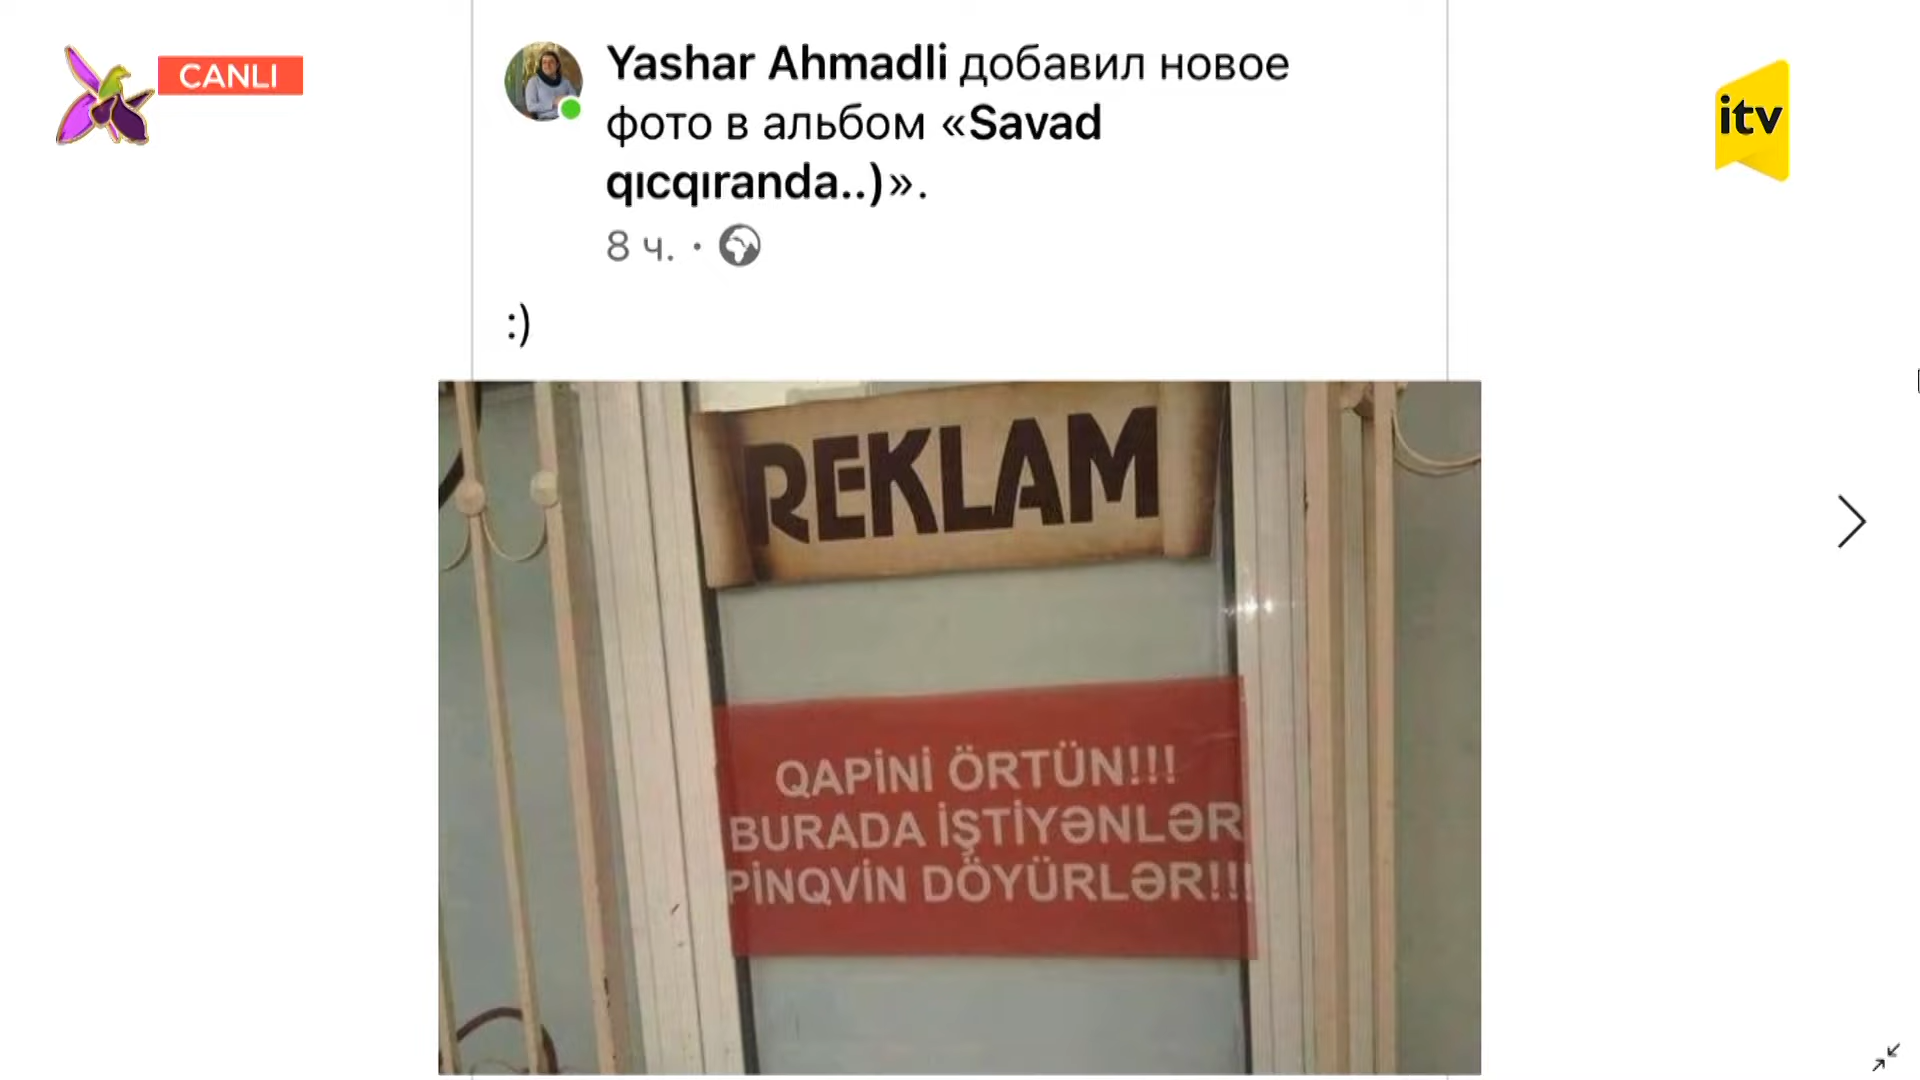 CANLI
itv
Yashar Ahmadli добавил новое
фото в альбом «Savad
qıcqıranda..)».
8 ч. ·
:)
REKLAM
QAPİNİ ÖRTÜN!!!
BURADA İŞTİYƏNLƏR
PİNQVİN DÖYÜRLƏR!!!